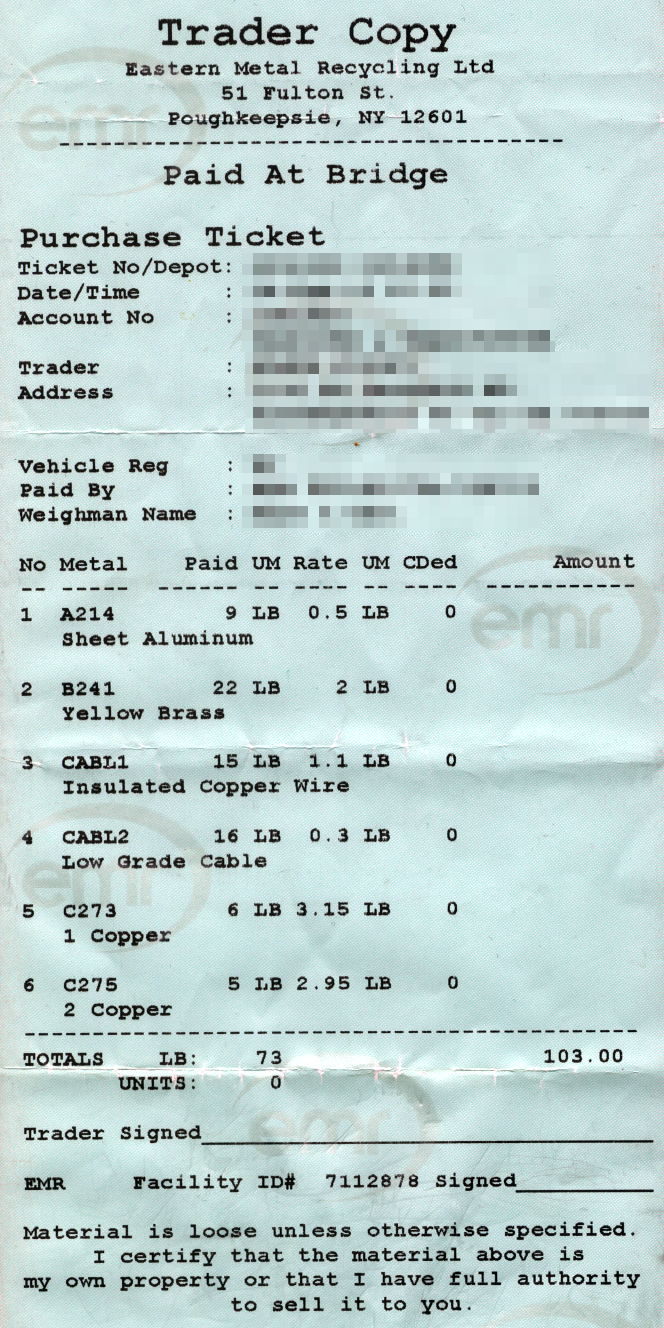 Trader Copy
Eastern Metal Recycling Ltd
51 Fulton St.
Poughkeepsie, NY 12601
------------------------------------
Paid At Bridge
Purchase Ticket
Ticket No/Depot:
Date/Time :
Account No :
Trader :
Address :
Vehicle Reg :
Paid By :
Weighman Name :
No Metal Paid UM Rate UM CDed Amount
-- ----- ------ -- ---- -- ---- -----------
1 A214 9 LB 0.5 LB 0
Sheet Aluminum
2 B241 22 LB 2 LB 0
Yellow Brass
3 CABL1 15 LB 1.1 LB 0
Insulated Copper Wire
4 CABL2 16 LB 0.3 LB 0
Low Grade Cable
5 C273 6 LB 3.15 LB 0
1 Copper
6 C275 5 LB 2.95 LB 0
2 Copper
---------------------------------------------
TOTALS LB: 73 103.00
UNITS: 0
Trader Signed
EMR Facility ID# 7112878 Signed
Material is loose unless otherwise specified.
I certify that the material above is
my own property or that I have full authority
to sell it to you.
emr
emr
emr
emr